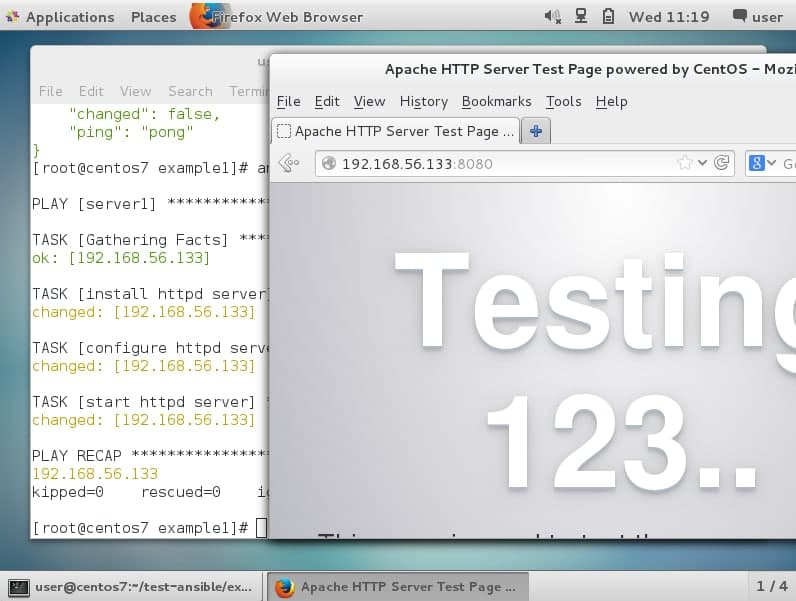 Applications Places Firefox Web Browser Wed 11:19 user
File Edit View Search
"changed": false,
"ping": "pong"
}
[root@centos7 example1]#
PLAY [server1] ************
TASK [Gathering Facts] ****
ok: [192.168.56.133]
TASK [install httpd server]
changed: [192.168.56.133]
TASK [configure httpd
changed: [192.168.56.133]
TASK [start httpd server] *
changed: [192.168.56.133]
PLAY RECAP ****************
192.168.56.133
kipped=0 rescued=0
[root@centos7 example1]#
Apache HTTP Server Test Page powered by CentOS - Mozi
File Edit View History Bookmarks Tools Help
Apache HTTP Server Test Page ...
192.168.56.133:8080
8 Go
Testing
123..
user@centos7:~/test-ansible/ex... Apache HTTP Server Test Page ... 1 / 4